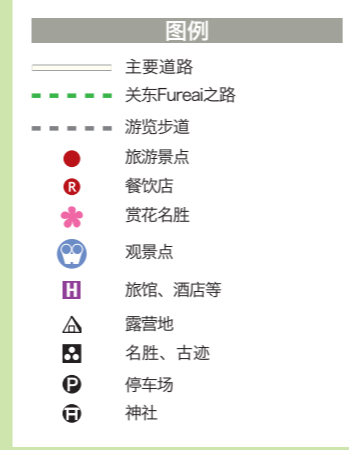 图例
主要道路
关东Fureai之路
游览步道
旅游景点
R 餐饮店
赏花名胜
观景点
H 旅馆、酒店等
露营地
名胜、古迹
P 停车场
神社